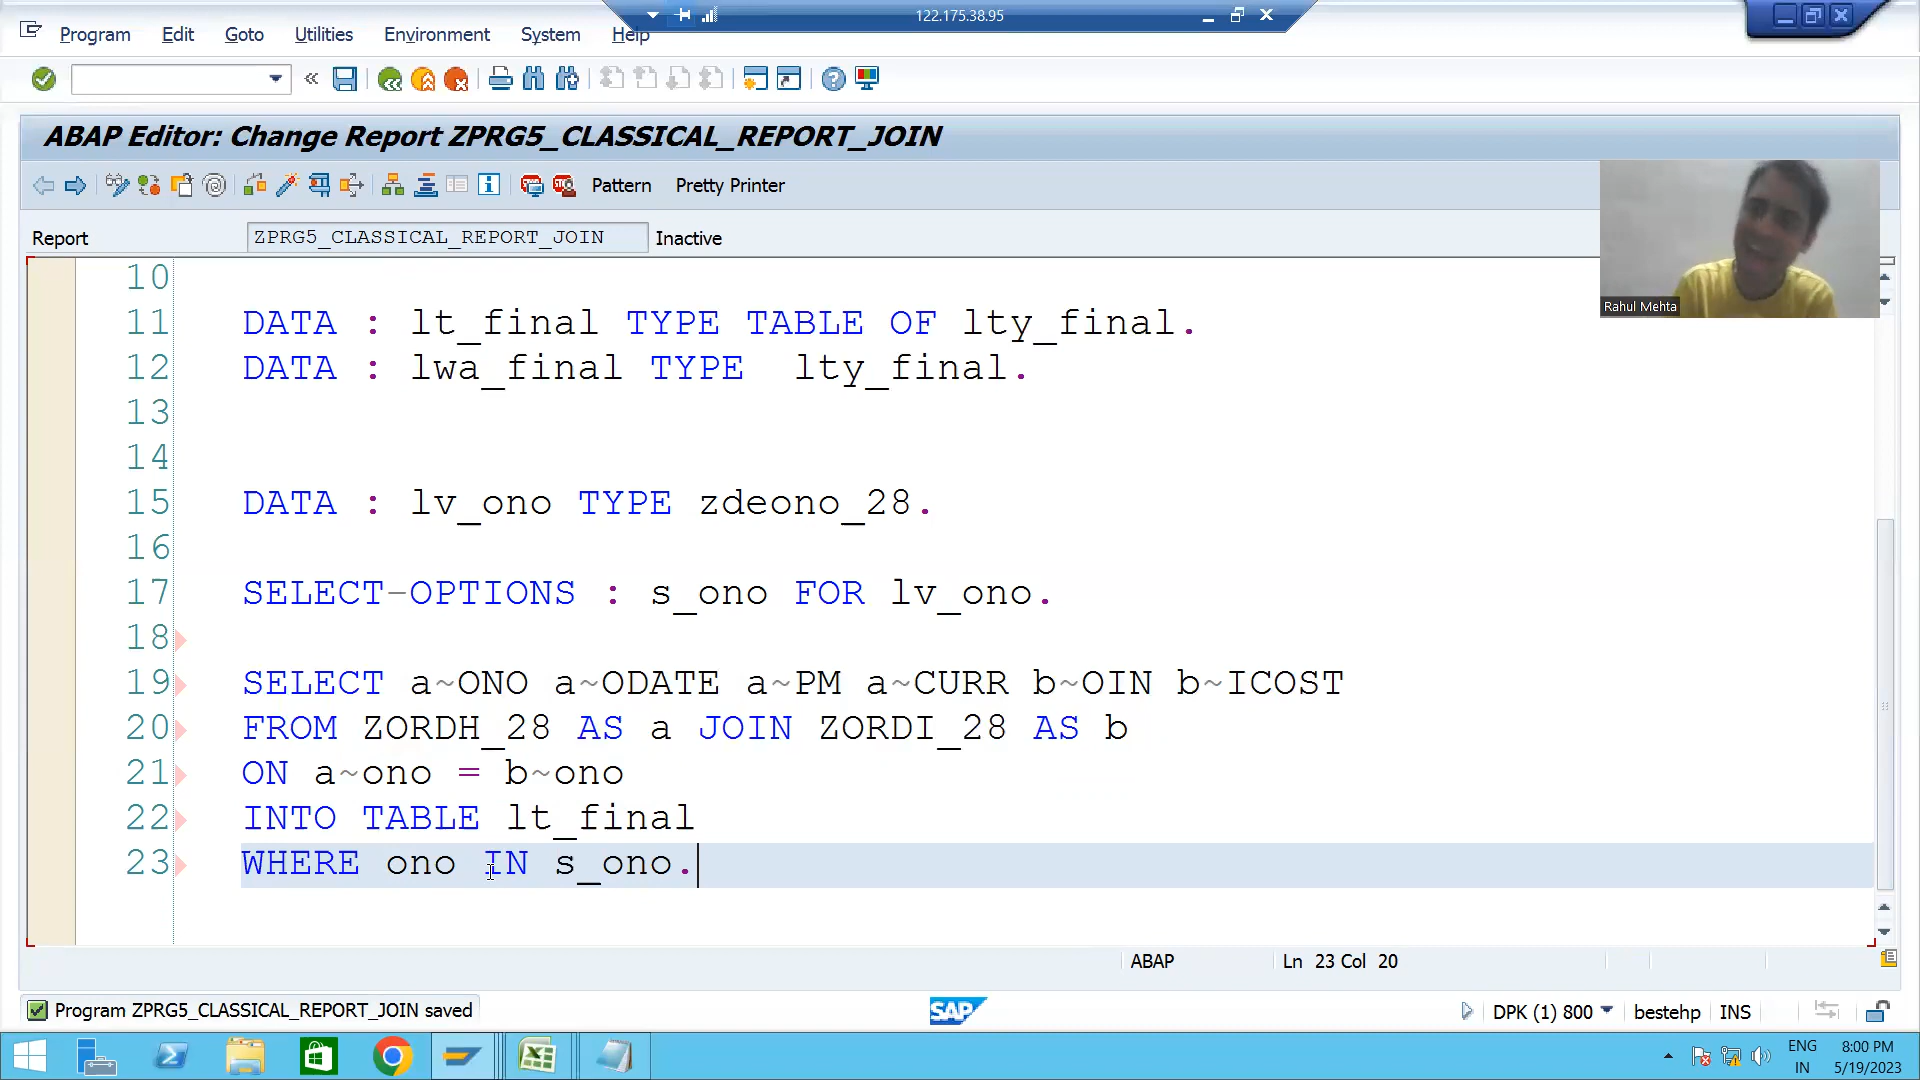 122.175.38.95
Program Edit Goto Utilities Environment System Help
ABAP Editor: Change Report ZPRG5_CLASSICAL_REPORT_JOIN
Pattern Pretty Printer
Report ZPRG5_CLASSICAL_REPORT_JOIN Inactive
Rahul Mehta
10
11 DATA : lt_final TYPE TABLE OF lty_final.
12 DATA : lwa_final TYPE lty_final.
13
14
15 DATA : lv_ono TYPE zdeono_28.
16
17 SELECT-OPTIONS : s_ono FOR lv_ono.
18
19 SELECT a~ONO a~ODATE a~PM a~CURR b~OIN b~ICOST
20 FROM ZORDH_28 AS a JOIN ZORDI_28 AS b
21 ON a~ono = b~ono
22 INTO TABLE lt_final
23 WHERE ono IN s_ono.
ABAP Ln 23 Col 20
Program ZPRG5_CLASSICAL_REPORT_JOIN saved
SAP
DPK (1) 800 bestehp INS
ENG 8:00 PM
IN 5/19/2023